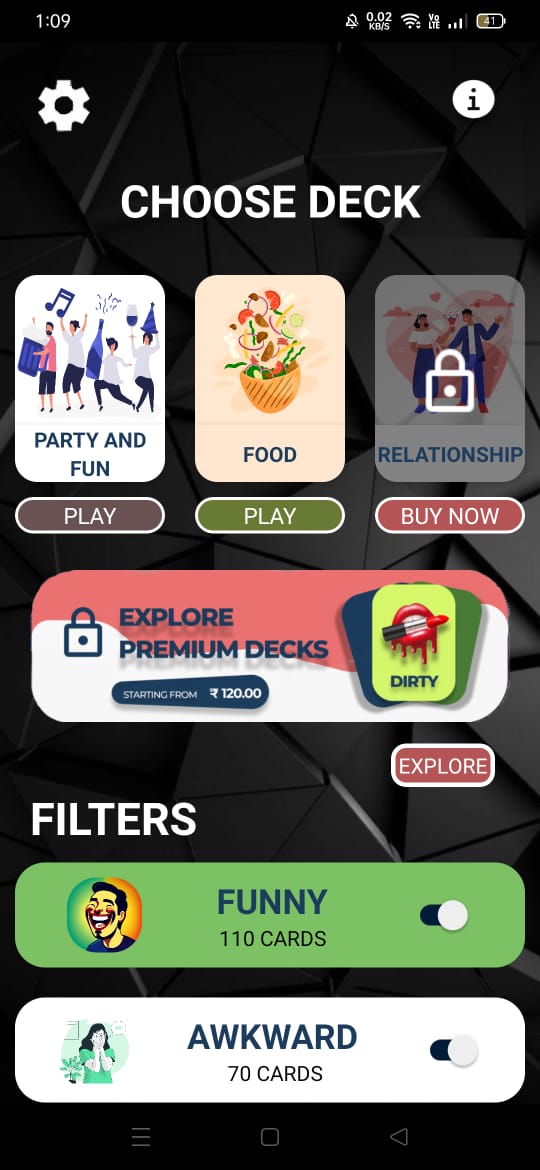 1:09
0.02
KB/S
Vo
LTE
41
CHOOSE DECK
PARTY AND
FUN
FOOD
RELATIONSHIP
PLAY
PLAY
BUY NOW
EXPLORE
PREMIUM DECKS
STARTING FROM ₹ 120.00
DIRTY
EXPLORE
FILTERS
FUNNY
110 CARDS
AWKWARD
70 CARDS